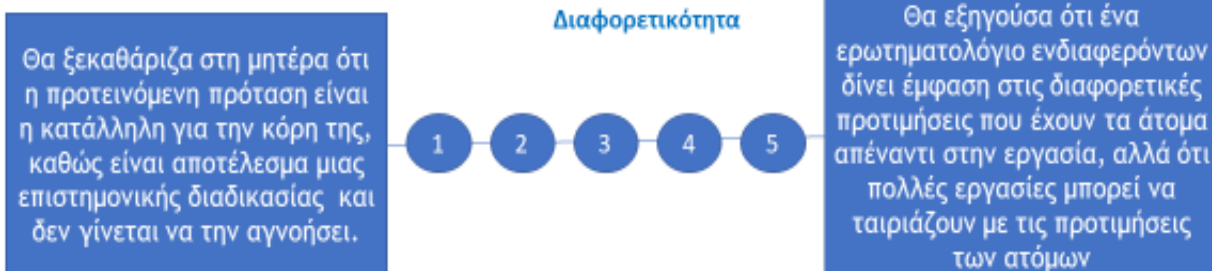 Διαφορετικότητα
Θα ξεκαθάριζα στη μητέρα ότι
η προτεινόμενη πρόταση είναι
η κατάλληλη για την κόρη της,
καθώς είναι αποτέλεσμα μιας
επιστημονικής διαδικασίας και
δεν γίνεται να την αγνοήσει.
1 2 3 4 5
Θα εξηγούσα ότι ένα
ερωτηματολόγιο ενδιαφερόντων
δίνει έμφαση στις διαφορετικές
προτιμήσεις που έχουν τα άτομα
απέναντι στην εργασία, αλλά ότι
πολλές εργασίες μπορεί να
ταιριάζουν με τις προτιμήσεις
των ατόμων